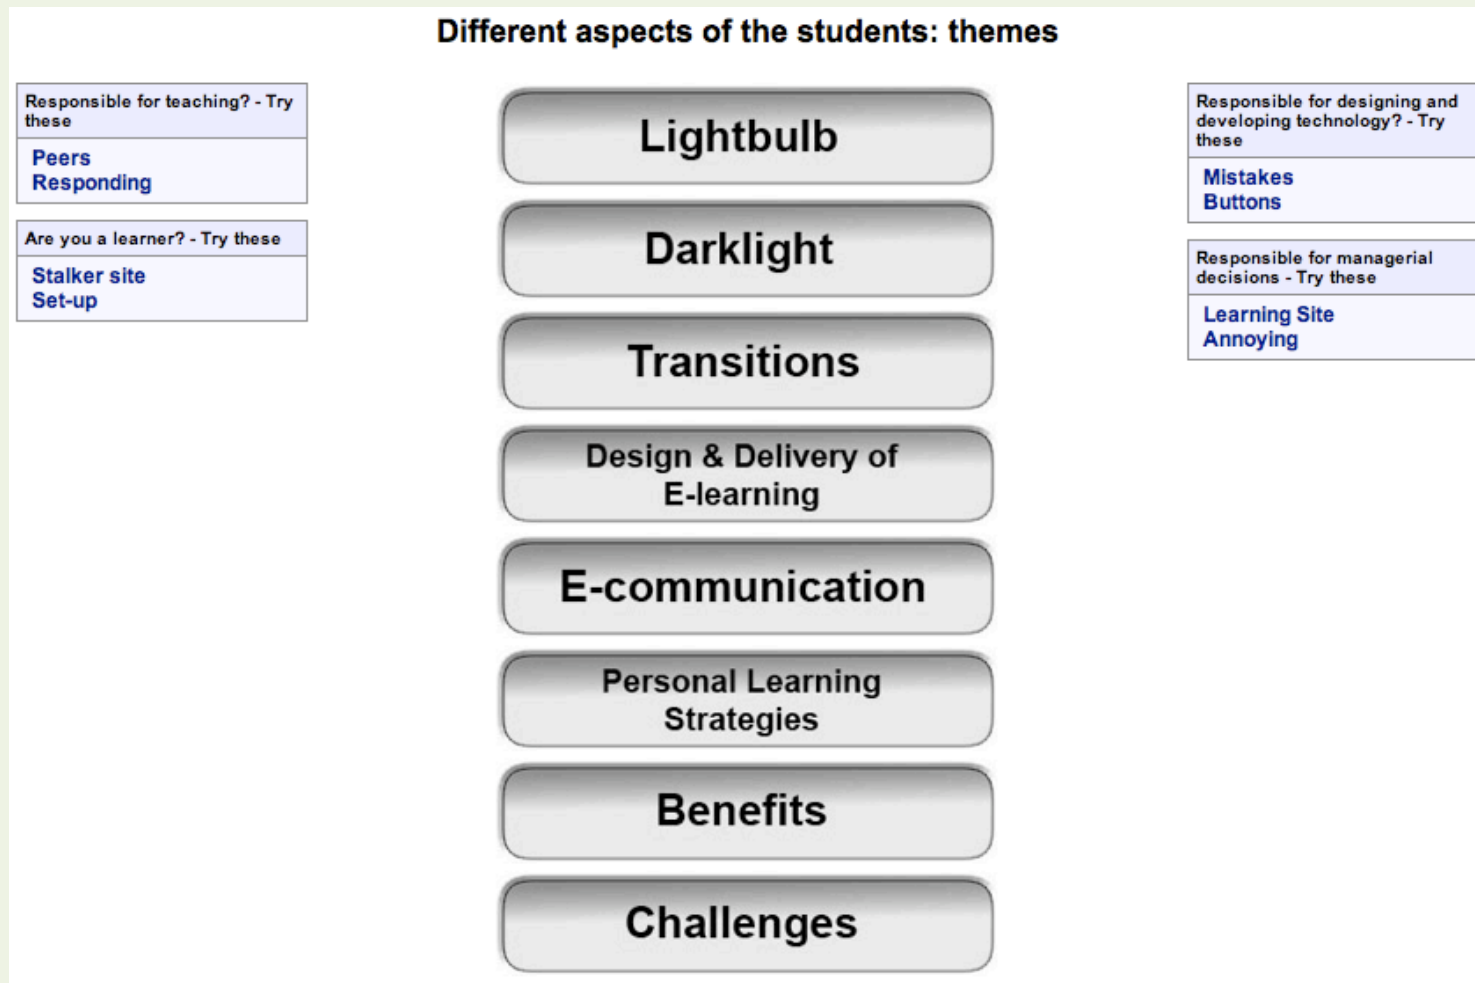 Different aspects of the students: themes
Responsible for teaching? - Try
these
Peers
Responding
Are you a learner? - Try these
Stalker site
Set-up
Lightbulb
Darklight
Transitions
Design & Delivery of
E-learning
E-communication
Personal Learning
Strategies
Benefits
Challenges
Responsible for designing and
developing technology? - Try
these
Mistakes
Buttons
Responsible for managerial
decisions - Try these
Learning Site
Annoying